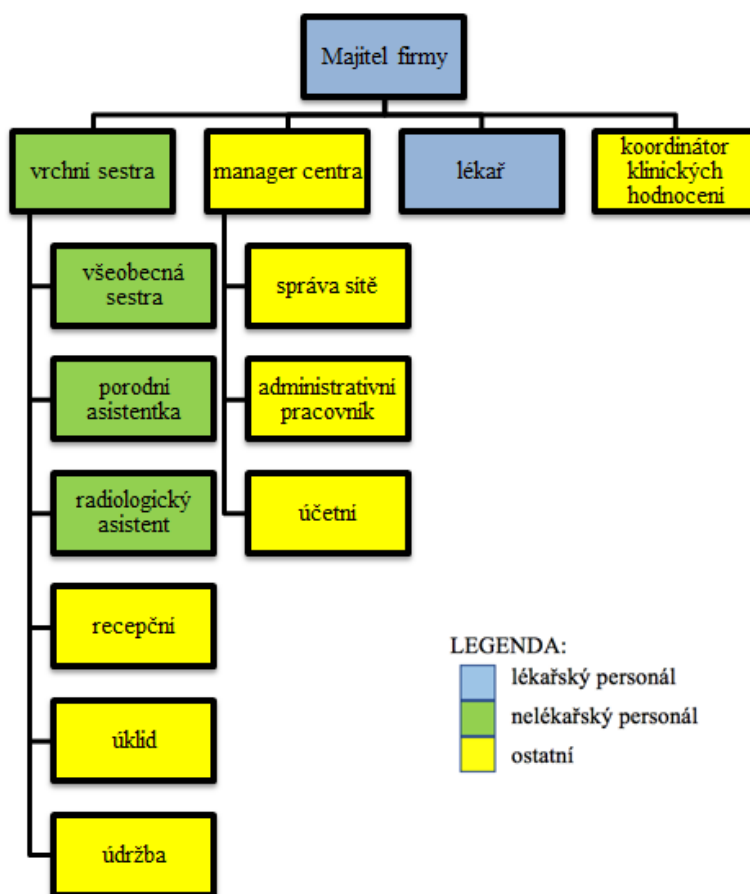 Majitel firmy
vrchní sestra
manager centra
lékař
koordinátor
klinických
hodnocení
všeobecná
sestra
správa sítě
porodní
asistentka
administrativní
pracovník
radiologický
asistent
účetní
recepční
úklid
údržba
LEGENDA:
lékařský personál
nelékařský personál
ostatní